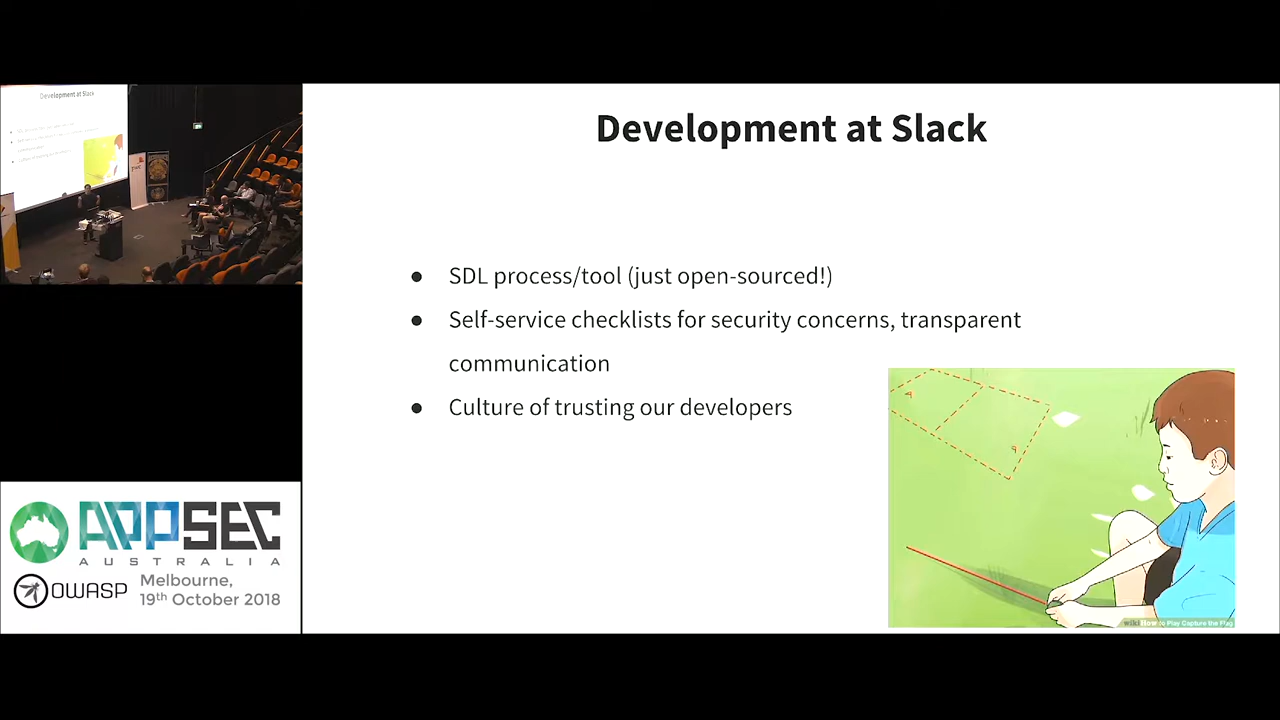 Development at Slack
Development at Slack
● SDL process/tool (just open-sourced!)
● Self-service checklists for security concerns, transparent
communication
● Culture of trusting our developers
wikiHow to Play Capture the Flag
APPSEC
AUSTRALIA
OWASP
Melbourne,
19th October 2018